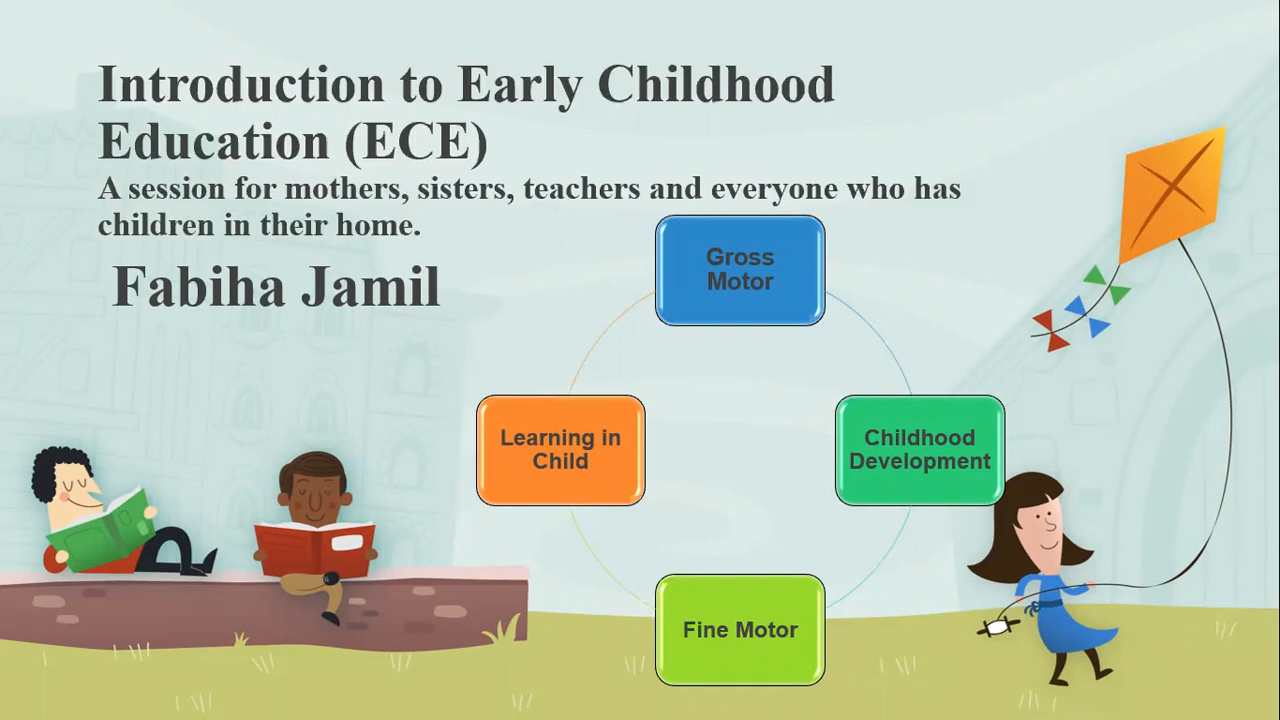 Introduction to Early Childhood
Education (ECE)
A session for mothers, sisters, teachers and everyone who has
children in their home.
Fabiha Jamil
Gross
Motor
Learning in
Child
Childhood
Development
Fine Motor